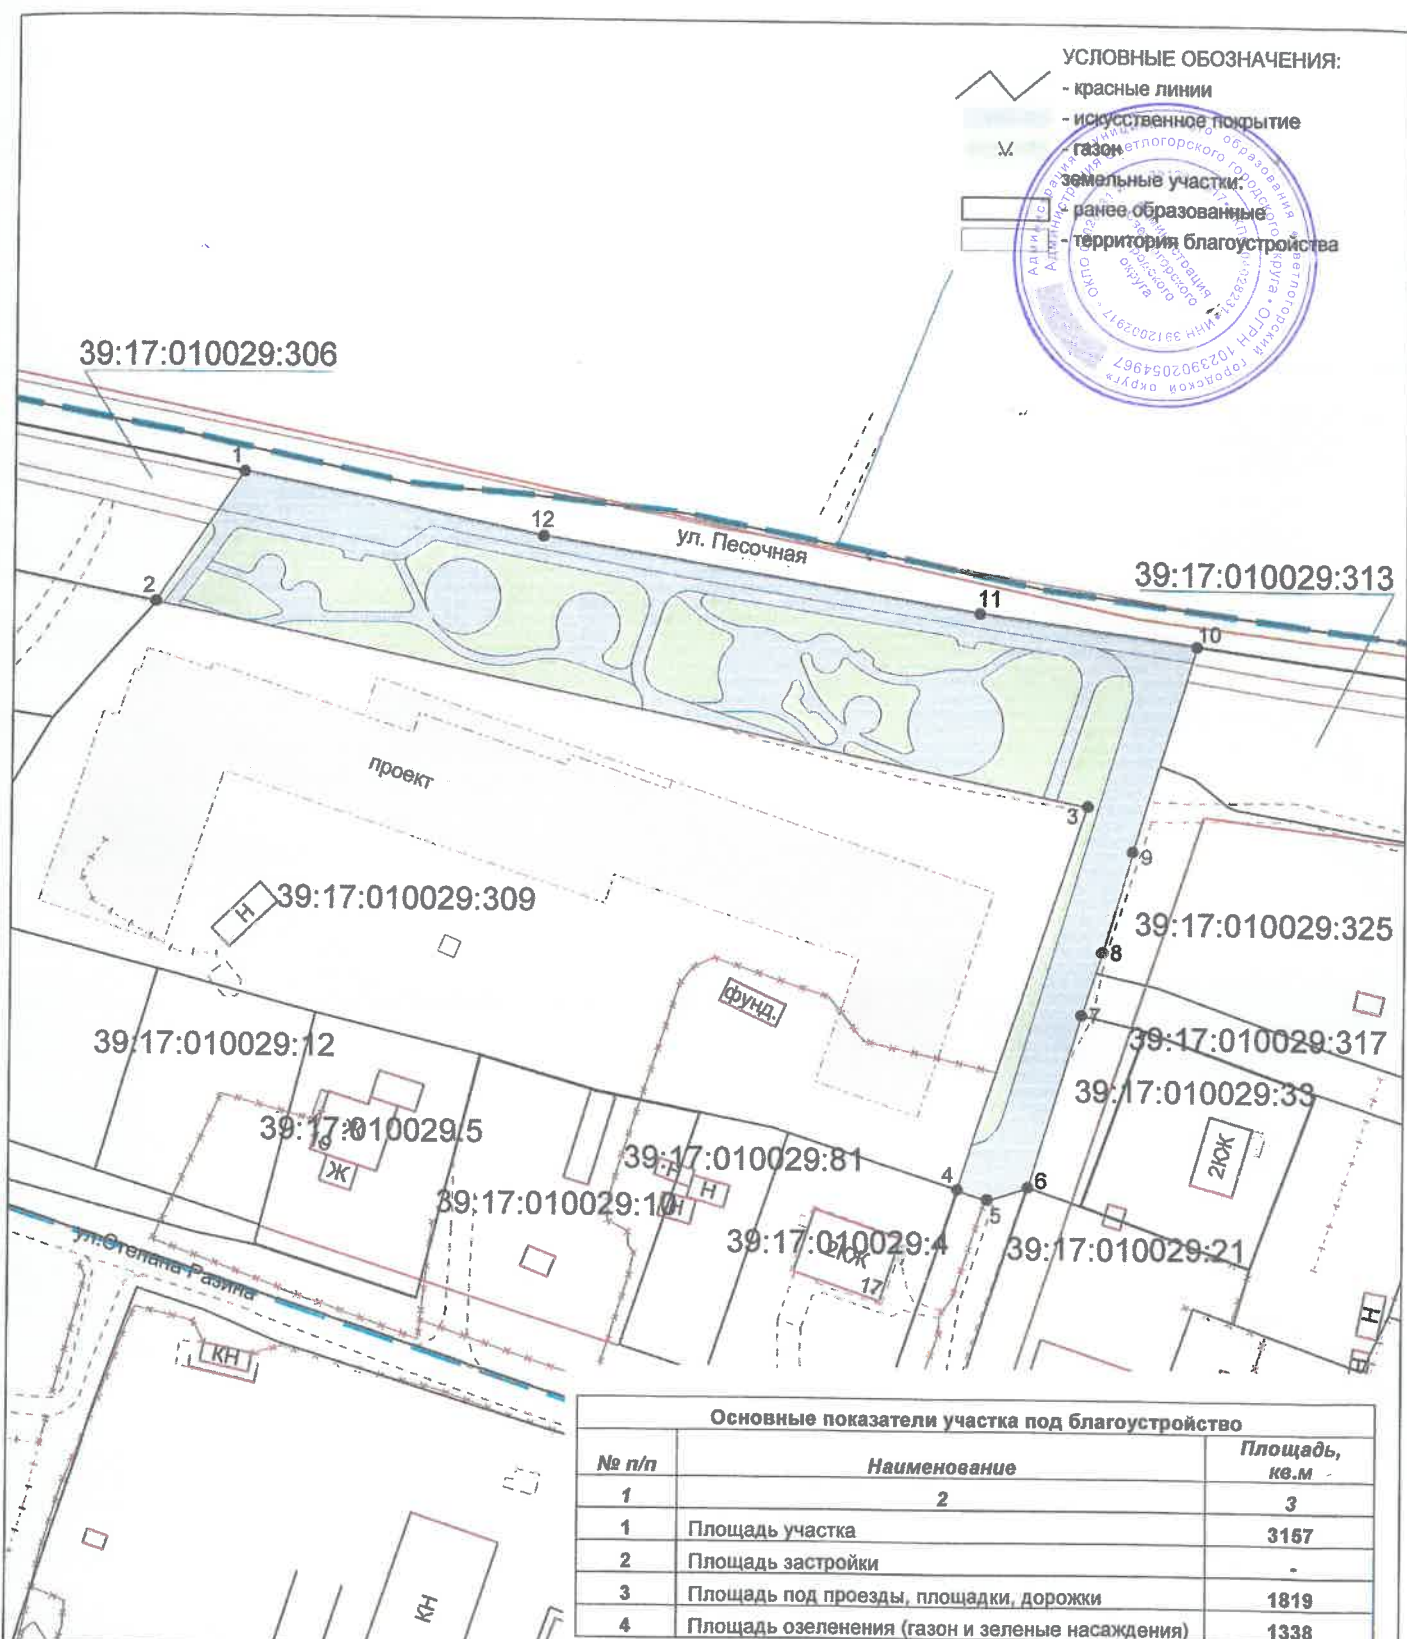 УСЛОВНЫЕ ОБОЗНАЧЕНИЯ:
- красные линии
- искусственное покрытие
- газон
земельные участки:
- ранее образованные
- территория благоустройства
39:17:010029:306
1
12
ул. Песочная
39:17:010029:313
2
11
10
проект
3
9
39:17:010029:309
Н
39:17:010029:325
8
фунд.
7
39:17:010029:12
39:17:010029:317
39:17:010029:33
39:17:010029:5
Ж
39:17:010029:81
2КЖ
Н
4
6
5
39:17:010029:10
Н
39:17:010029:4
2КЖ
17
39:17:010029:21
ул.Степана Разина
Н
КН
КН
Основные показатели участка под благоустройство
№ п/п Наименование Площадь, кв.м
1 2 3
1 Площадь участка 3157
2 Площадь застройки -
3 Площадь под проезды, площадки, дорожки 1819
4 Площадь озеленения (газон и зеленые насаждения) 1338